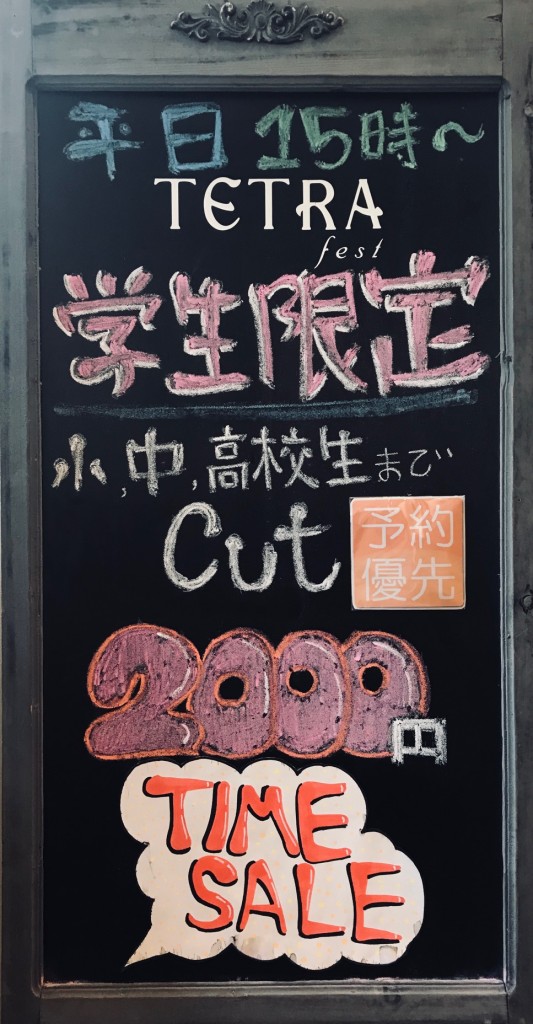 平日15時～
TETRA
fest
学生限定
小,中,高校生まで
Cut
予約
優先
2000円
TIME
SALE